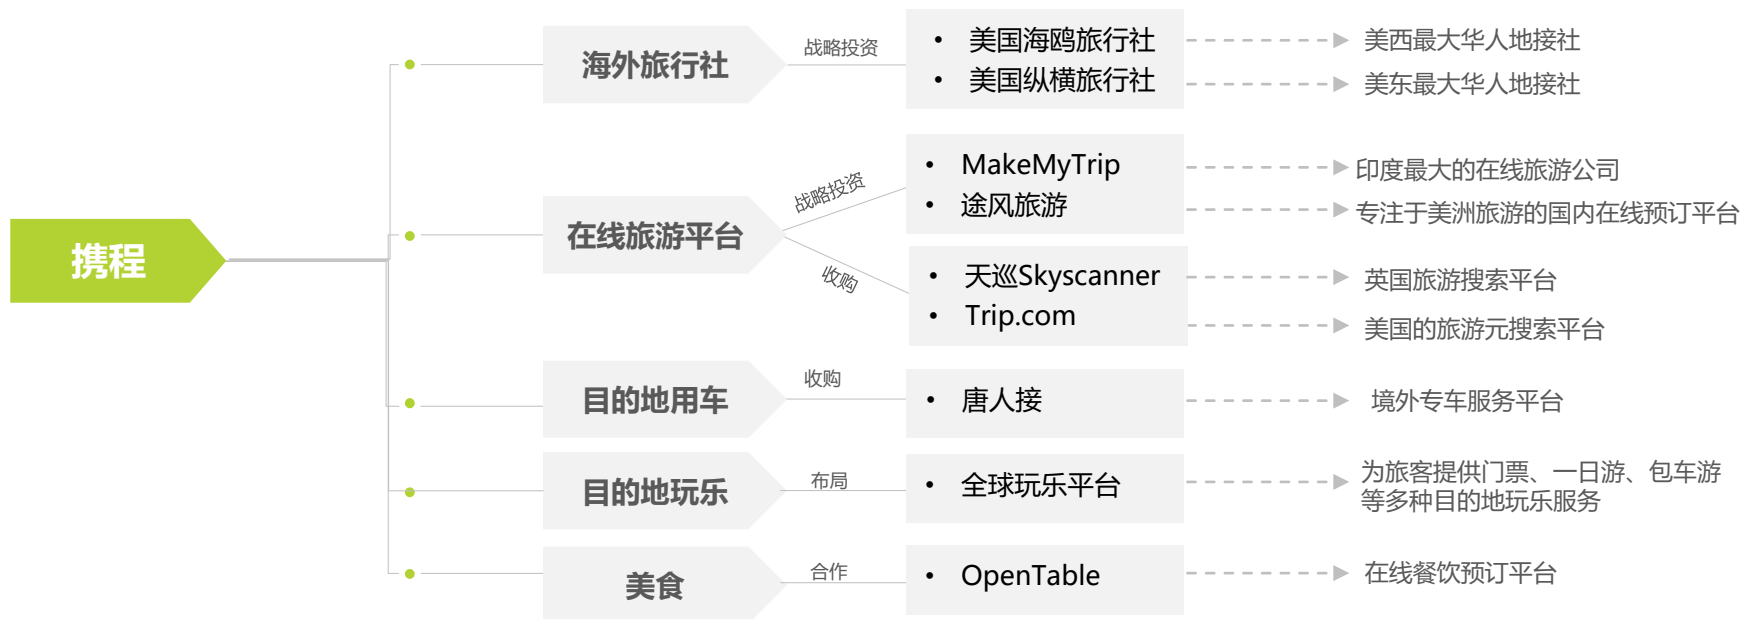 携程
海外旅行社
战略投资
• 美国海鸥旅行社
• 美国纵横旅行社
美西最大华人地接社
美东最大华人地接社
在线旅游平台
战略投资
• MakeMyTrip
• 途风旅游
印度最大的在线旅游公司
专注于美洲旅游的国内在线预订平台
收购
• 天巡Skyscanner
• Trip.com
英国旅游搜索平台
美国的旅游元搜索平台
目的地用车
收购
• 唐人接
境外专车服务平台
目的地玩乐
布局
• 全球玩乐平台
为旅客提供门票、一日游、包车游
等多种目的地玩乐服务
美食
合作
• OpenTable
在线餐饮预订平台